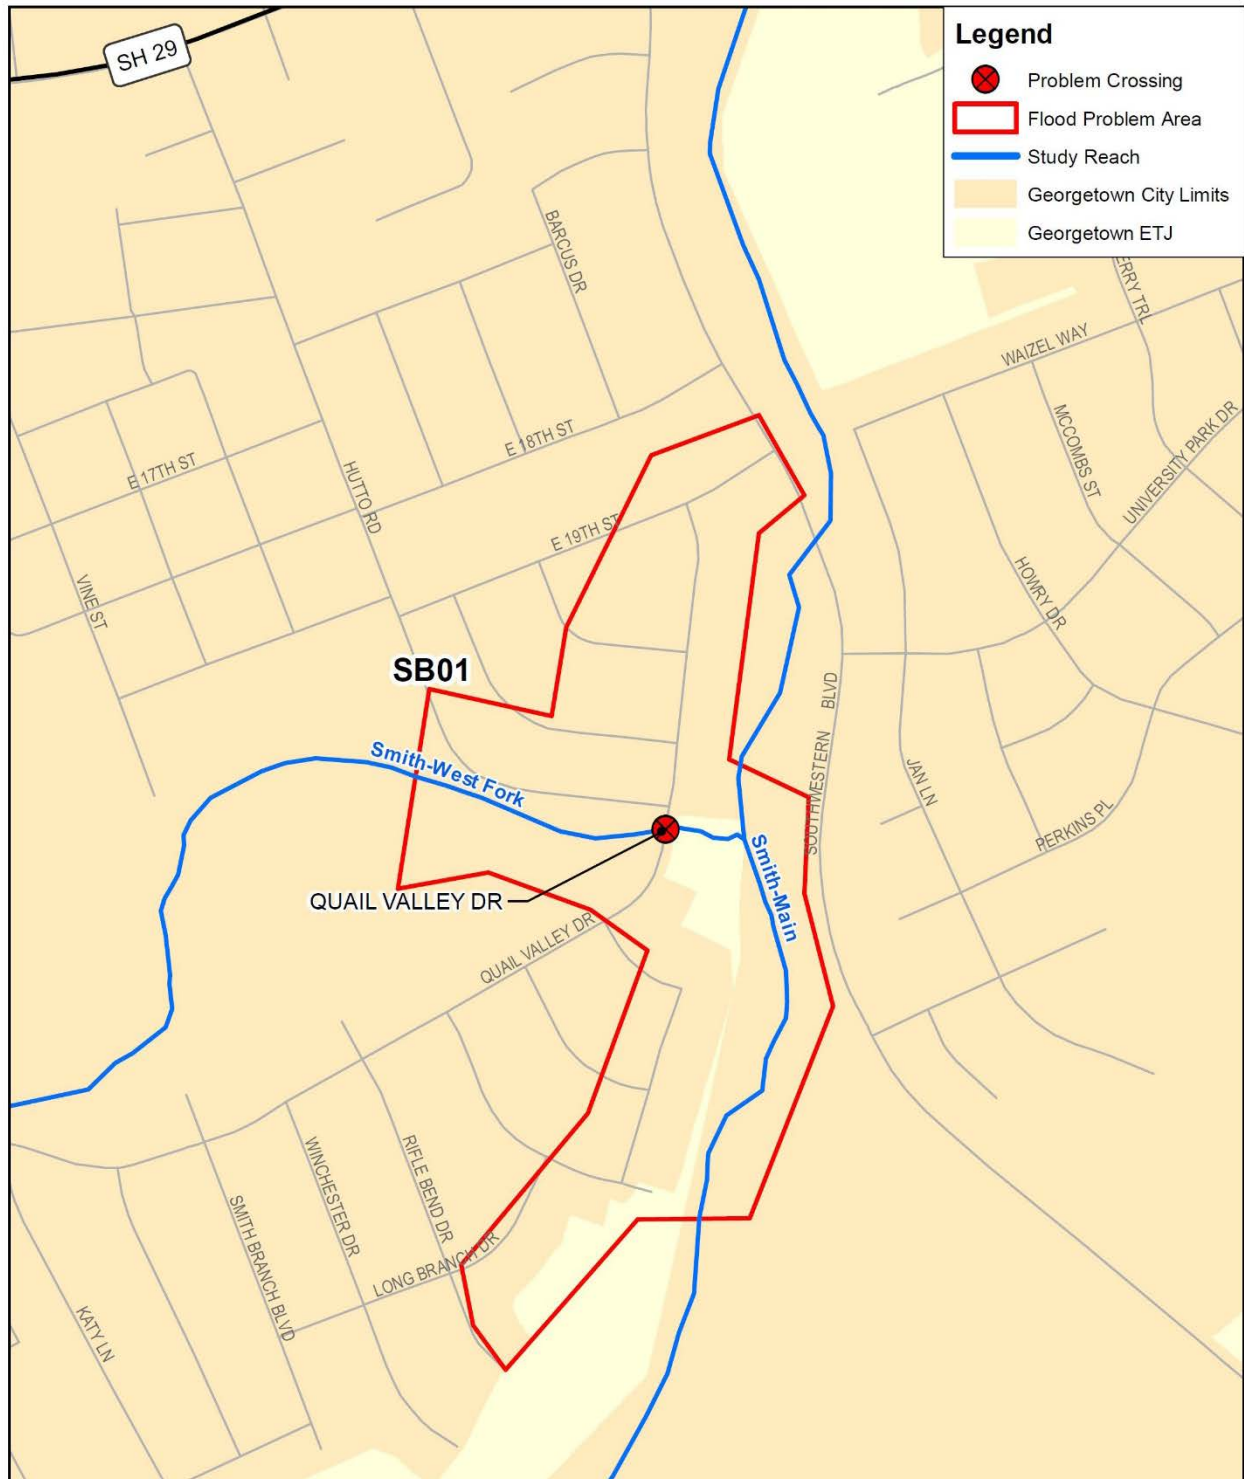 SH 29
Legend
Problem Crossing
Flood Problem Area
Study Reach
Georgetown City Limits
Georgetown ETJ
BARCUS DR
ERRY TRL
WAIZEL WAY
MCCOMBS ST
UNIVERSITY PARK DR
E 18TH ST
E 17TH ST
HUTTO RD
E 19TH ST
HOWRY DR
VINE ST
SB01
SOUTHWESTERN BLVD
Smith-West Fork
JAN LN
PERKINS PL
Smith-Main
QUAIL VALLEY DR
QUAIL VALLEY DR
RIFLE BEND DR
WINCHESTER DR
SMITH BRANCH BLVD
LONG BRANCH DR
KATY LN